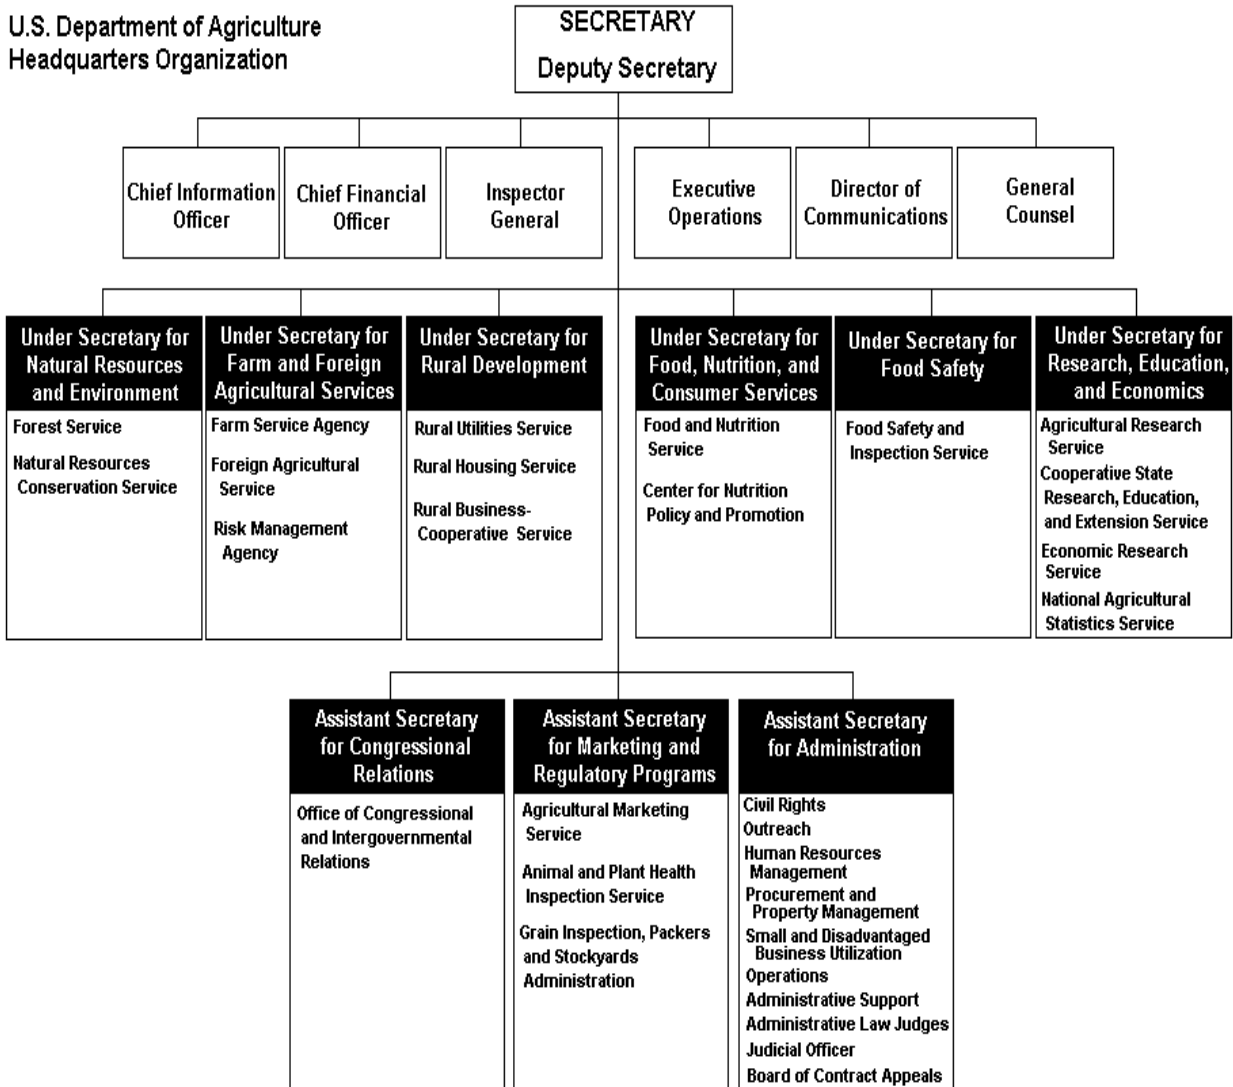 U.S. Department of Agriculture
Headquarters Organization
SECRETARY
Deputy Secretary
Chief Information
Officer
Chief Financial
Officer
Inspector
General
Executive
Operations
Director of
Communications
General
Counsel
Under Secretary for
Natural Resources
and Environment
Forest Service
Natural Resources
Conservation Service
Under Secretary for
Farm and Foreign
Agricultural Services
Farm Service Agency
Foreign Agricultural
Service
Risk Management
Agency
Under Secretary for
Rural Development
Rural Utilities Service
Rural Housing Service
Rural Business-
Cooperative Service
Under Secretary for
Food, Nutrition, and
Consumer Services
Food and Nutrition
Service
Center for Nutrition
Policy and Promotion
Under Secretary for
Food Safety
Food Safety and
Inspection Service
Under Secretary for
Research, Education,
and Economics
Agricultural Research
Service
Cooperative State
Research, Education,
and Extension Service
Economic Research
Service
National Agricultural
Statistics Service
Assistant Secretary
for Congressional
Relations
Office of Congressional
and Intergovernmental
Relations
Assistant Secretary
for Marketing and
Regulatory Programs
Agricultural Marketing
Service
Animal and Plant Health
Inspection Service
Grain Inspection, Packers
and Stockyards
Administration
Assistant Secretary
for Administration
Civil Rights
Outreach
Human Resources
Management
Procurement and
Property Management
Small and Disadvantaged
Business Utilization
Operations
Administrative Support
Administrative Law Judges
Judicial Officer
Board of Contract Appeals